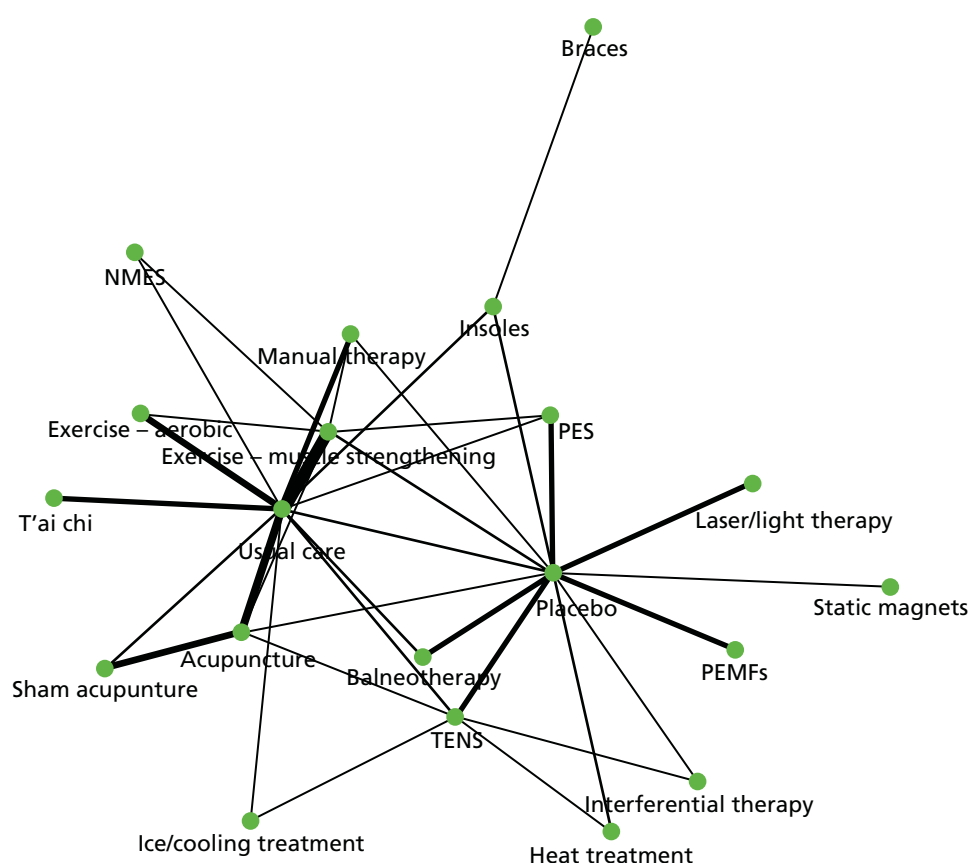 Braces
NMES
Insoles
Manual therapy
Exercise – aerobic
PES
Exercise – muscle strengthening
T’ai chi
Laser/light therapy
Usual care
Placebo
Static magnets
Acupuncture
PEMFs
Balneotherapy
Sham acupunture
TENS
Interferential therapy
Ice/cooling treatment
Heat treatment